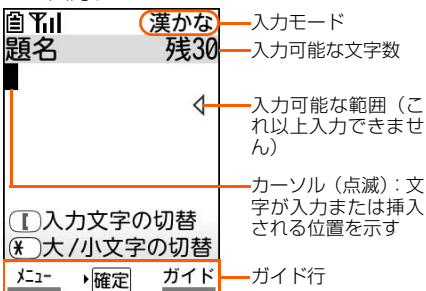 漢かな
題名 残30
入力文字の切替
大/小文字の切替
メニュー 確定 ガイド
入力モード
入力可能な文字数
入力可能な範囲（こ
れ以上入力できませ
ん）
カーソル（点滅）：文
字が入力または挿入
される位置を示す
ガイド行